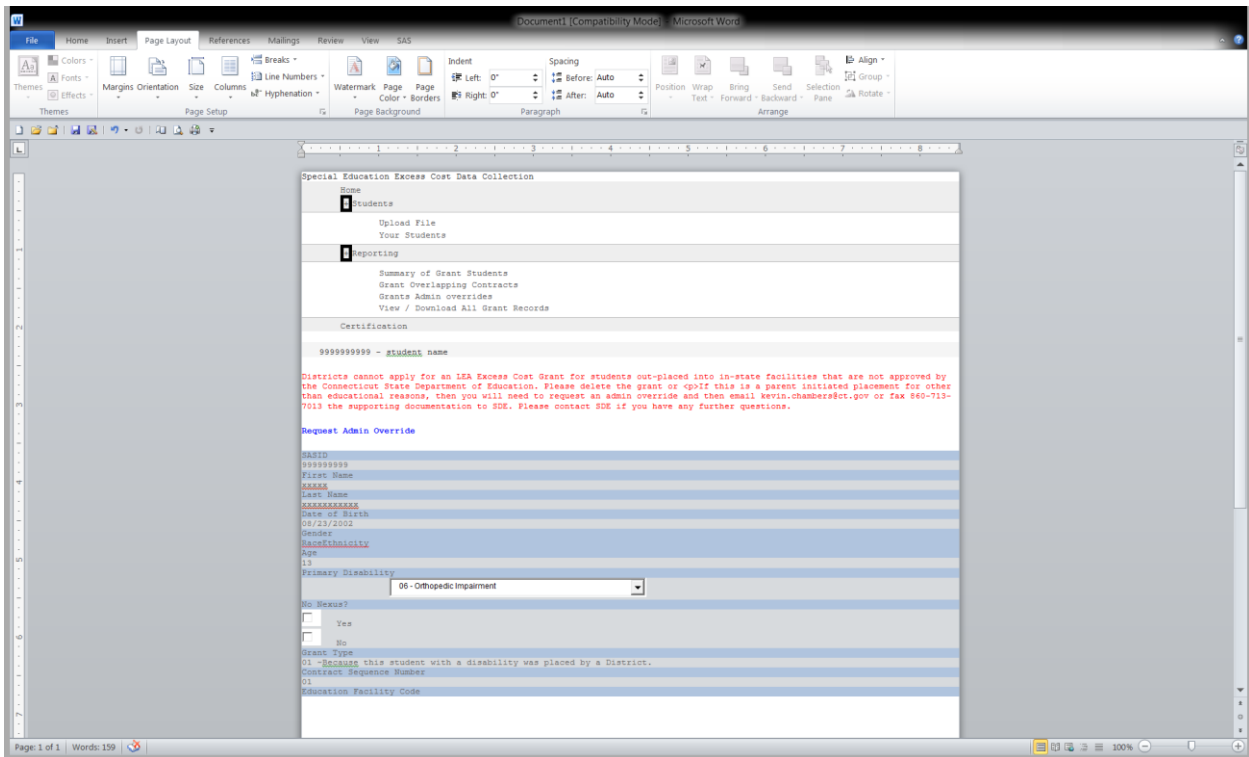 Document1 [Compatibility Mode] - Microsoft Word
File Home Insert Page Layout References Mailings Review View SAS
Colors
Fonts
Effects
Themes
Margins Orientation Size Columns
Breaks
Line Numbers
Hyphenation
Watermark Page Color Page Borders
Indent Spacing
Left: 0" Before: Auto
Right: 0" After: Auto
Position Wrap Text Bring Forward Send Backward Selection Pane
Align
Group
Rotate
Themes Page Setup Page Background Paragraph Arrange
1 2 3 4 5 6 7 8
Special Education Excess Cost Data Collection
Home
Students
Upload File
Your Students
Reporting
Summary of Grant Students
Grant Overlapping Contracts
Grants Admin overrides
View / Download All Grant Records
Certification
9999999999 - student name
Districts cannot apply for an LEA Excess Cost Grant for students out-placed into in-state facilities that are not approved by
the Connecticut State Department of Education. Please delete the grant or <p>If this is a parent initiated placement for other
than educational reasons, then you will need to request an admin override and then email kevin.chambers@ct.gov or fax 860-713-
7013 the supporting documentation to SDE. Please contact SDE if you have any further questions.
Request Admin Override
SASID
999999999
First Name
xxxxx
Last Name
xxxxxxxxxxx
Date of Birth
08/23/2002
Gender
RaceEthnicity
Age
13
Primary Disability
06 - Orthopedic Impairment
No Nexus?
Yes
No
Grant Type
01 -Because this student with a disability was placed by a District.
Contract Sequence Number
01
Education Facility Code
Page: 1 of 1 Words: 159 100%